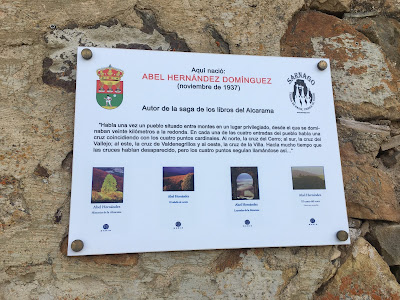 Aquí nació:
ABEL HERNÁNDEZ DOMÍNGUEZ
(noviembre de 1937)
SARNAGO
Autor de la saga de los libros del Alcarama
"Había una vez un pueblo situado entre montes en un lugar privilegiado, desde el que se domi-
naban veinte kilómetros a la redonda. En cada una de las cuatro entradas del pueblo había una
cruz coincidiendo con los cuatro puntos cardinales. Al norte, la cruz del Cerro; al sur, la cruz del
Vallejo; al este, la cruz de Valdenegrillos y al oeste, la cruz de la Villa. Hacía mucho tiempo que
las cruces habían desaparecido, pero los cuatro puntos seguían llamándose así..."
Abel Hernández
Abel Hernández
Abel Hernández
Abel Hernández